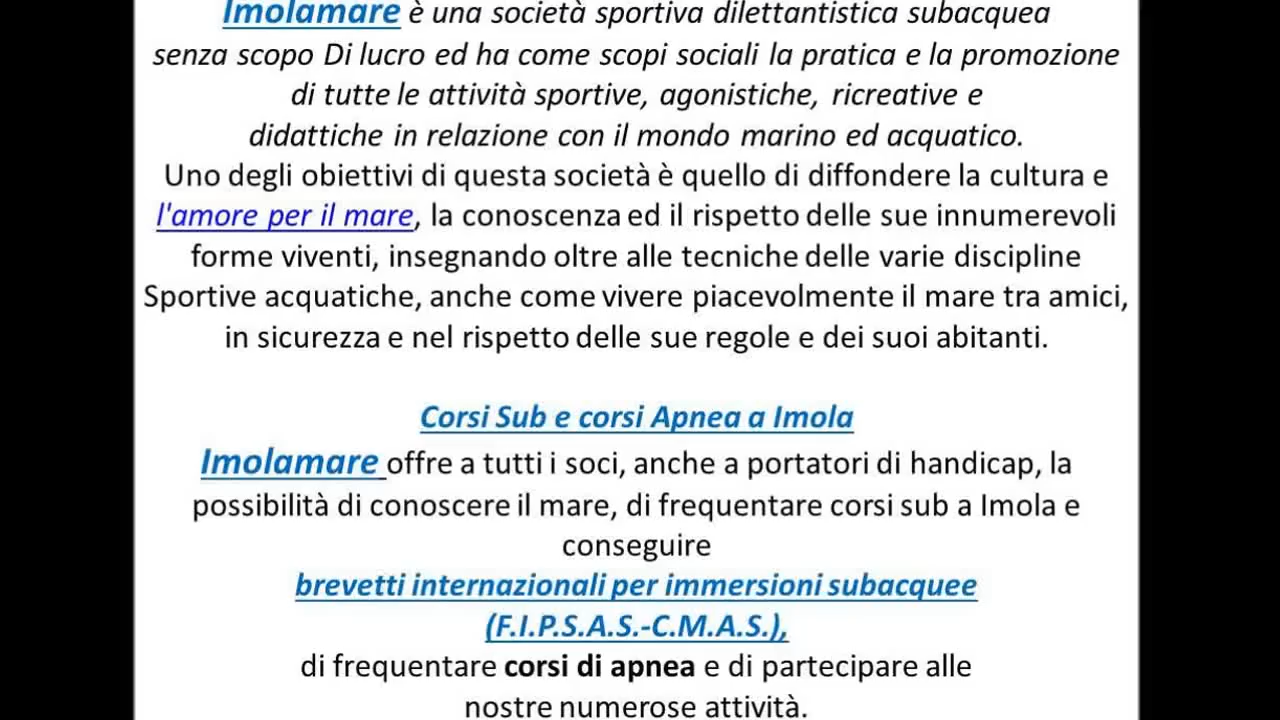 Imolamare è una società sportiva dilettantistica subacquea
senza scopo Di lucro ed ha come scopi sociali la pratica e la promozione
di tutte le attività sportive, agonistiche, ricreative e
didattiche in relazione con il mondo marino ed acquatico.
Uno degli obiettivi di questa società è quello di diffondere la cultura e
l'amore per il mare, la conoscenza ed il rispetto delle sue innumerevoli
forme viventi, insegnando oltre alle tecniche delle varie discipline
Sportive acquatiche, anche come vivere piacevolmente il mare tra amici,
in sicurezza e nel rispetto delle sue regole e dei suoi abitanti.
Corsi Sub e corsi Apnea a Imola
Imolamare offre a tutti i soci, anche a portatori di handicap, la
possibilità di conoscere il mare, di frequentare corsi sub a Imola e
conseguire
brevetti internazionali per immersioni subacquee
(F.I.P.S.A.S.-C.M.A.S.),
di frequentare corsi di apnea e di partecipare alle
nostre numerose attività.